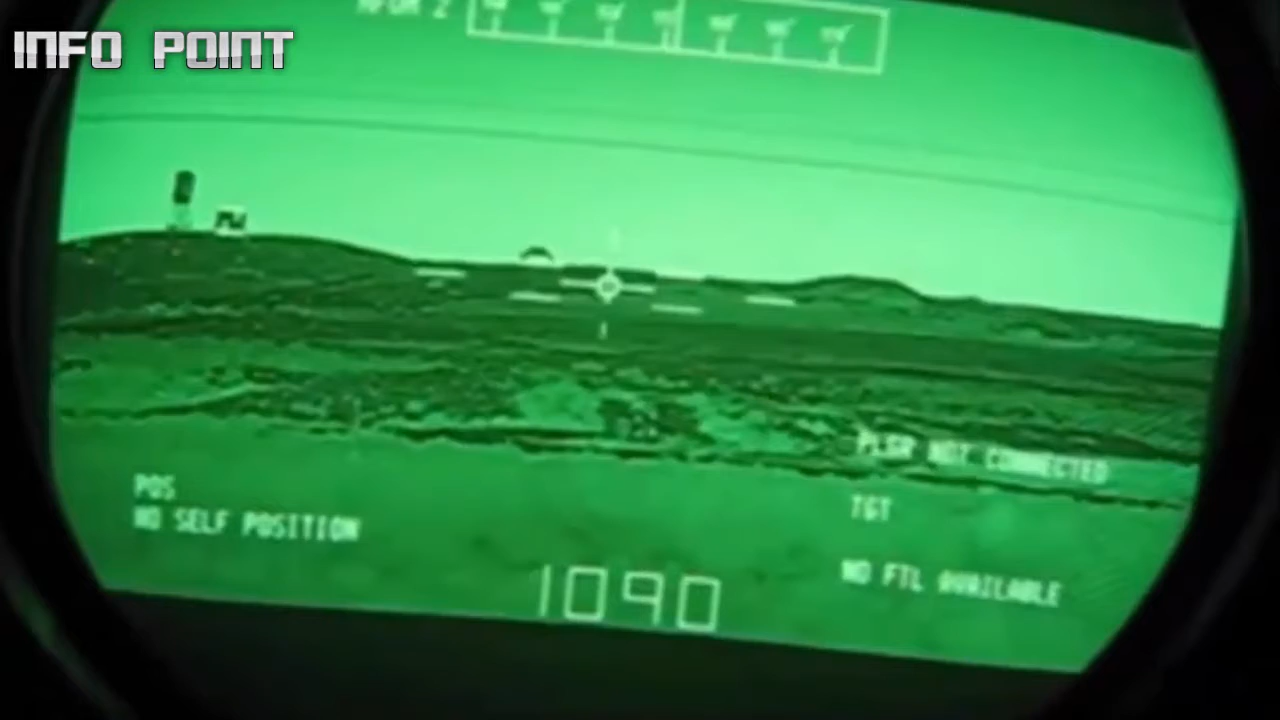 INFO POINT
PLSR NOT CONNECTED
POS
TGT
NO SELF POSITION
NO FTL AVAILABLE
1090